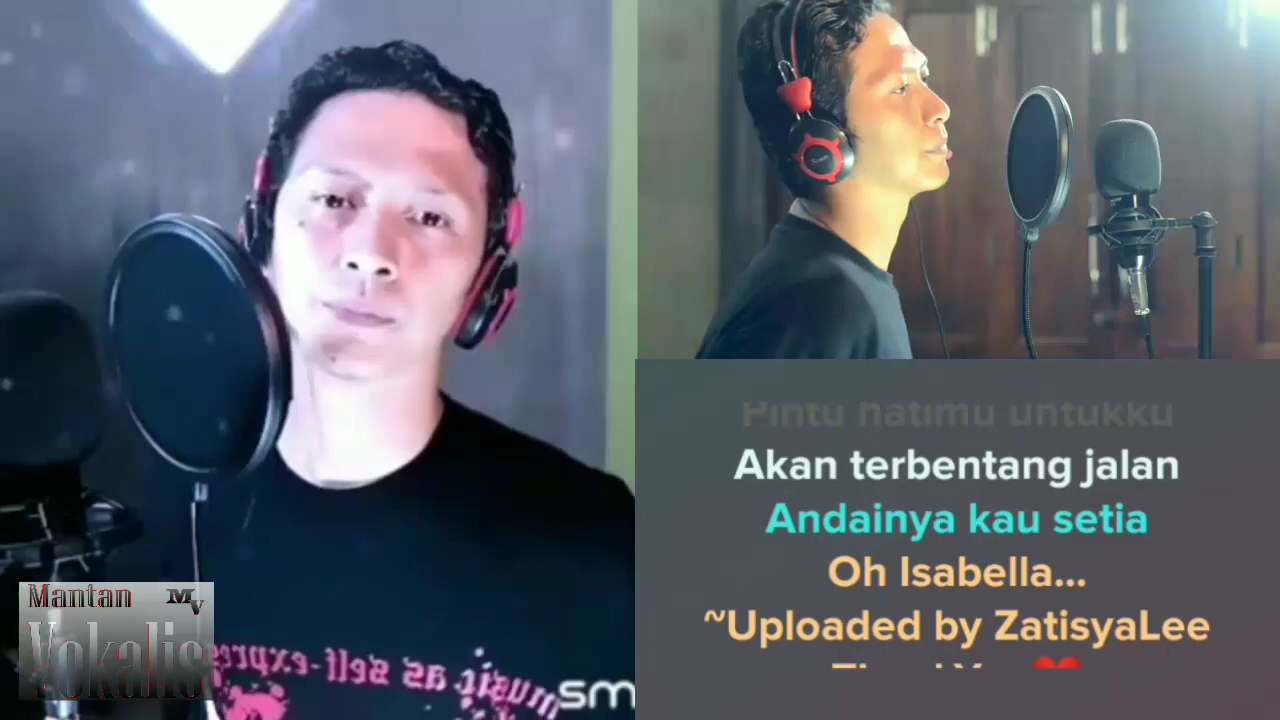 Pintu hatimu untukku
Akan terbentang jalan
Andainya kau setia
Oh Isabella...
~Uploaded by ZatisyaLee
Mantan MV
Vokalis
music as self-expres
sm